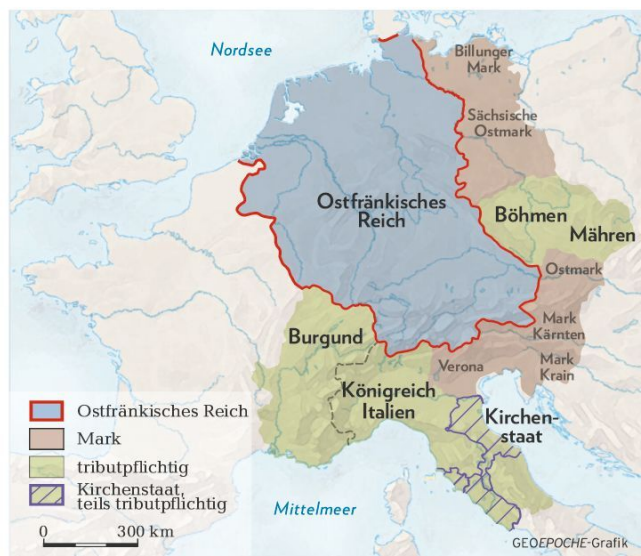 Nordsee
Billunger
Mark
Sächsische
Ostmark
Ostfränkisches
Reich
Böhmen
Mähren
Ostmark
Mark
Kärnten
Mark
Krain
Verona
Burgund
Königreich
Italien
Kirchen-
staat
Mittelmeer
Ostfränkisches Reich
Mark
tributpflichtig
Kirchenstaat,
teils tributpflichtig
0 300 km
GEOEPOCHE-Grafik